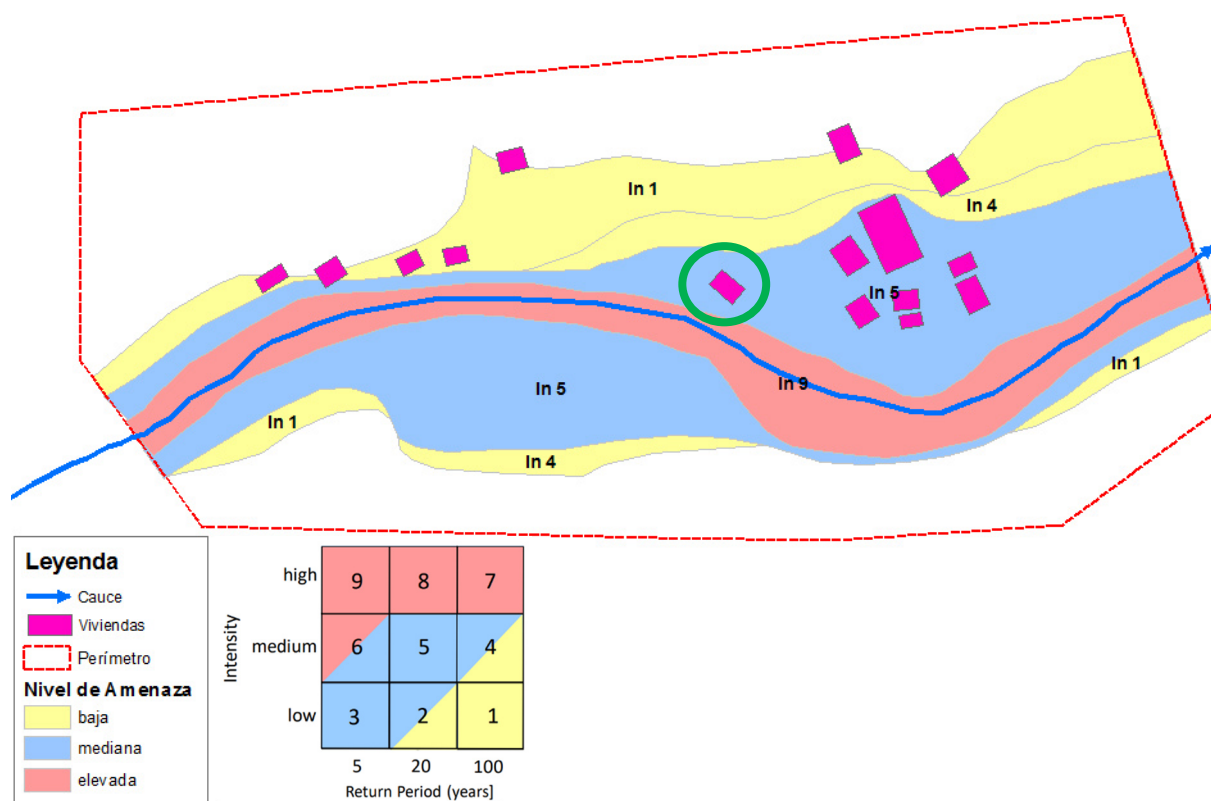 In 1
In 4
In 5
In 9
In 5
In 1
In 1
In 4
Leyenda
Cauce
Viviendas
Perímetro
Nivel de Amenaza
baja
mediana
elevada
Intensity
high
9 8 7
medium
6 5 4
low
3 2 1
5 20 100
Return Period (years]